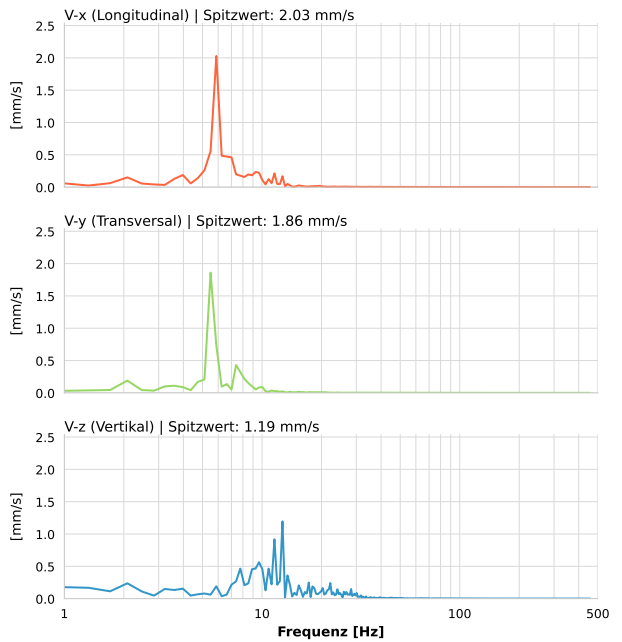 V-x (Longitudinal) | Spitzwert: 2.03 mm/s
2.5
2.0
1.5
1.0
0.5
0.0
[mm/s]
V-y (Transversal) | Spitzwert: 1.86 mm/s
2.5
2.0
1.5
1.0
0.5
0.0
[mm/s]
V-z (Vertikal) | Spitzwert: 1.19 mm/s
2.5
2.0
1.5
1.0
0.5
0.0
[mm/s]
1 10 100 500
Frequenz [Hz]